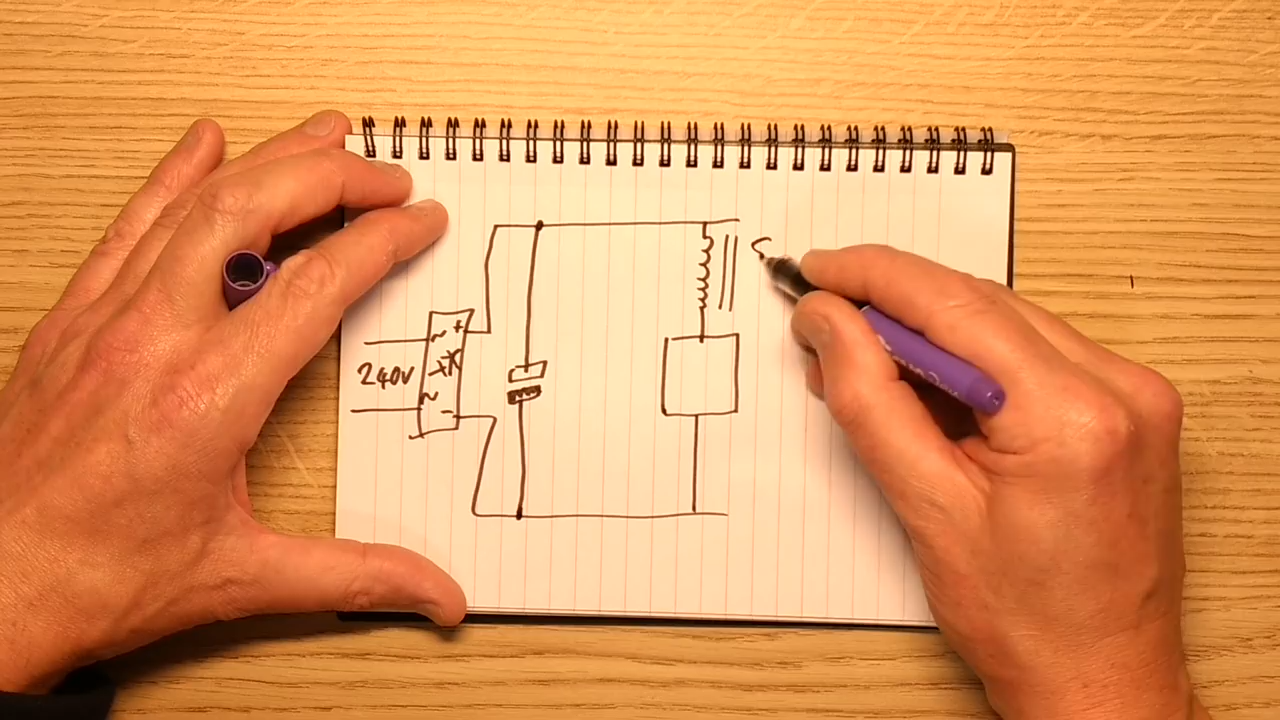 ~ +
240V
~ -